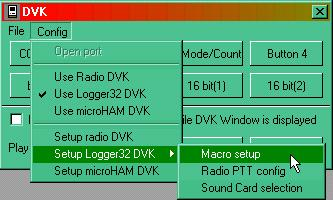 DVK
File Config
Open port
Mode/Count Button 4
Use Radio DVK
Use Logger32 DVK
16 bit(1) 16 bit(2)
Use microHAM DVK
DVK Window is displayed
Setup radio DVK
Play
Setup Logger32 DVK Macro setup
Setup microHAM DVK Radio PTT config
Sound Card selection